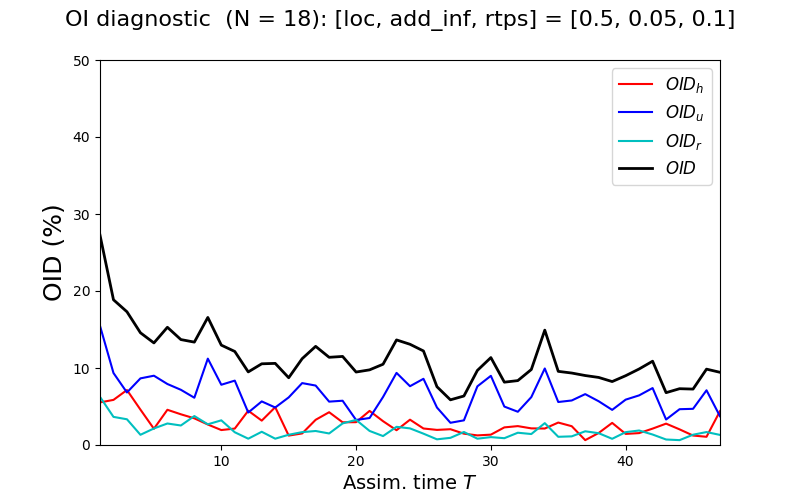 OI diagnostic (N = 18): [loc, add_inf, rtps] = [0.5, 0.05, 0.1]
50
40
30
20
10
0
OID (%)
OID_h
OID_u
OID_r
OID
10 20 30 40
Assim. time T